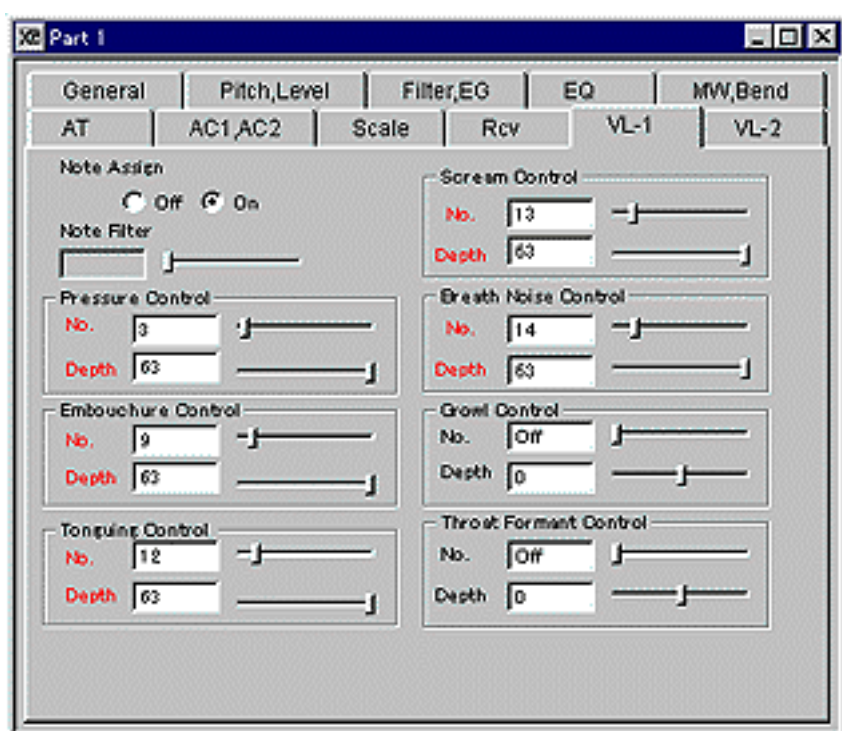 Part 1
General Pitch,Level Filter,EG EQ MW,Bend
AT AC1,AC2 Scale Rcv VL-1 VL-2
Note Assign
Off On
Note Filter
Pressure Control
No. 3
Depth 63
Embouchure Control
No. 9
Depth 63
Tonguing Control
No. 12
Depth 63
Scream Control
No. 13
Depth 63
Breath Noise Control
No. 14
Depth 63
Growl Control
No. Off
Depth 0
Throat Formant Control
No. Off
Depth 0